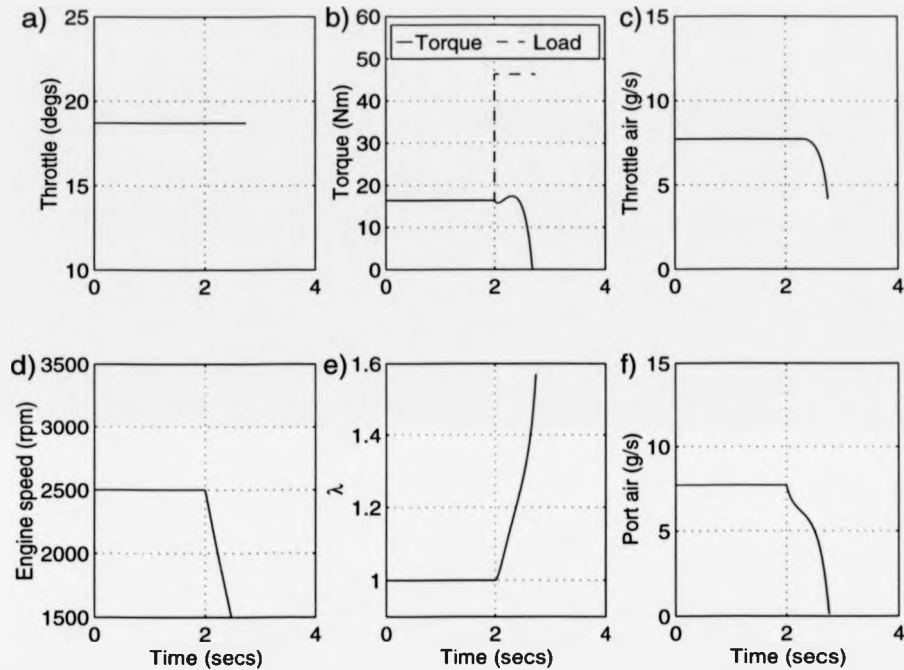 a)
25
20
15
10
Throttle (degs)
0
2
4
b)
60
50
40
30
20
10
0
Torque (Nm)
Torque
Load
0
2
4
c)
15
10
5
0
Throttle air (g/s)
0
2
4
d)
3500
3000
2500
2000
1500
Engine speed (rpm)
0
2
4
Time (secs)
e)
1.6
1.4
1.2
1
λ
0
2
4
Time (secs)
f)
15
10
5
0
Port air (g/s)
0
2
4
Time (secs)